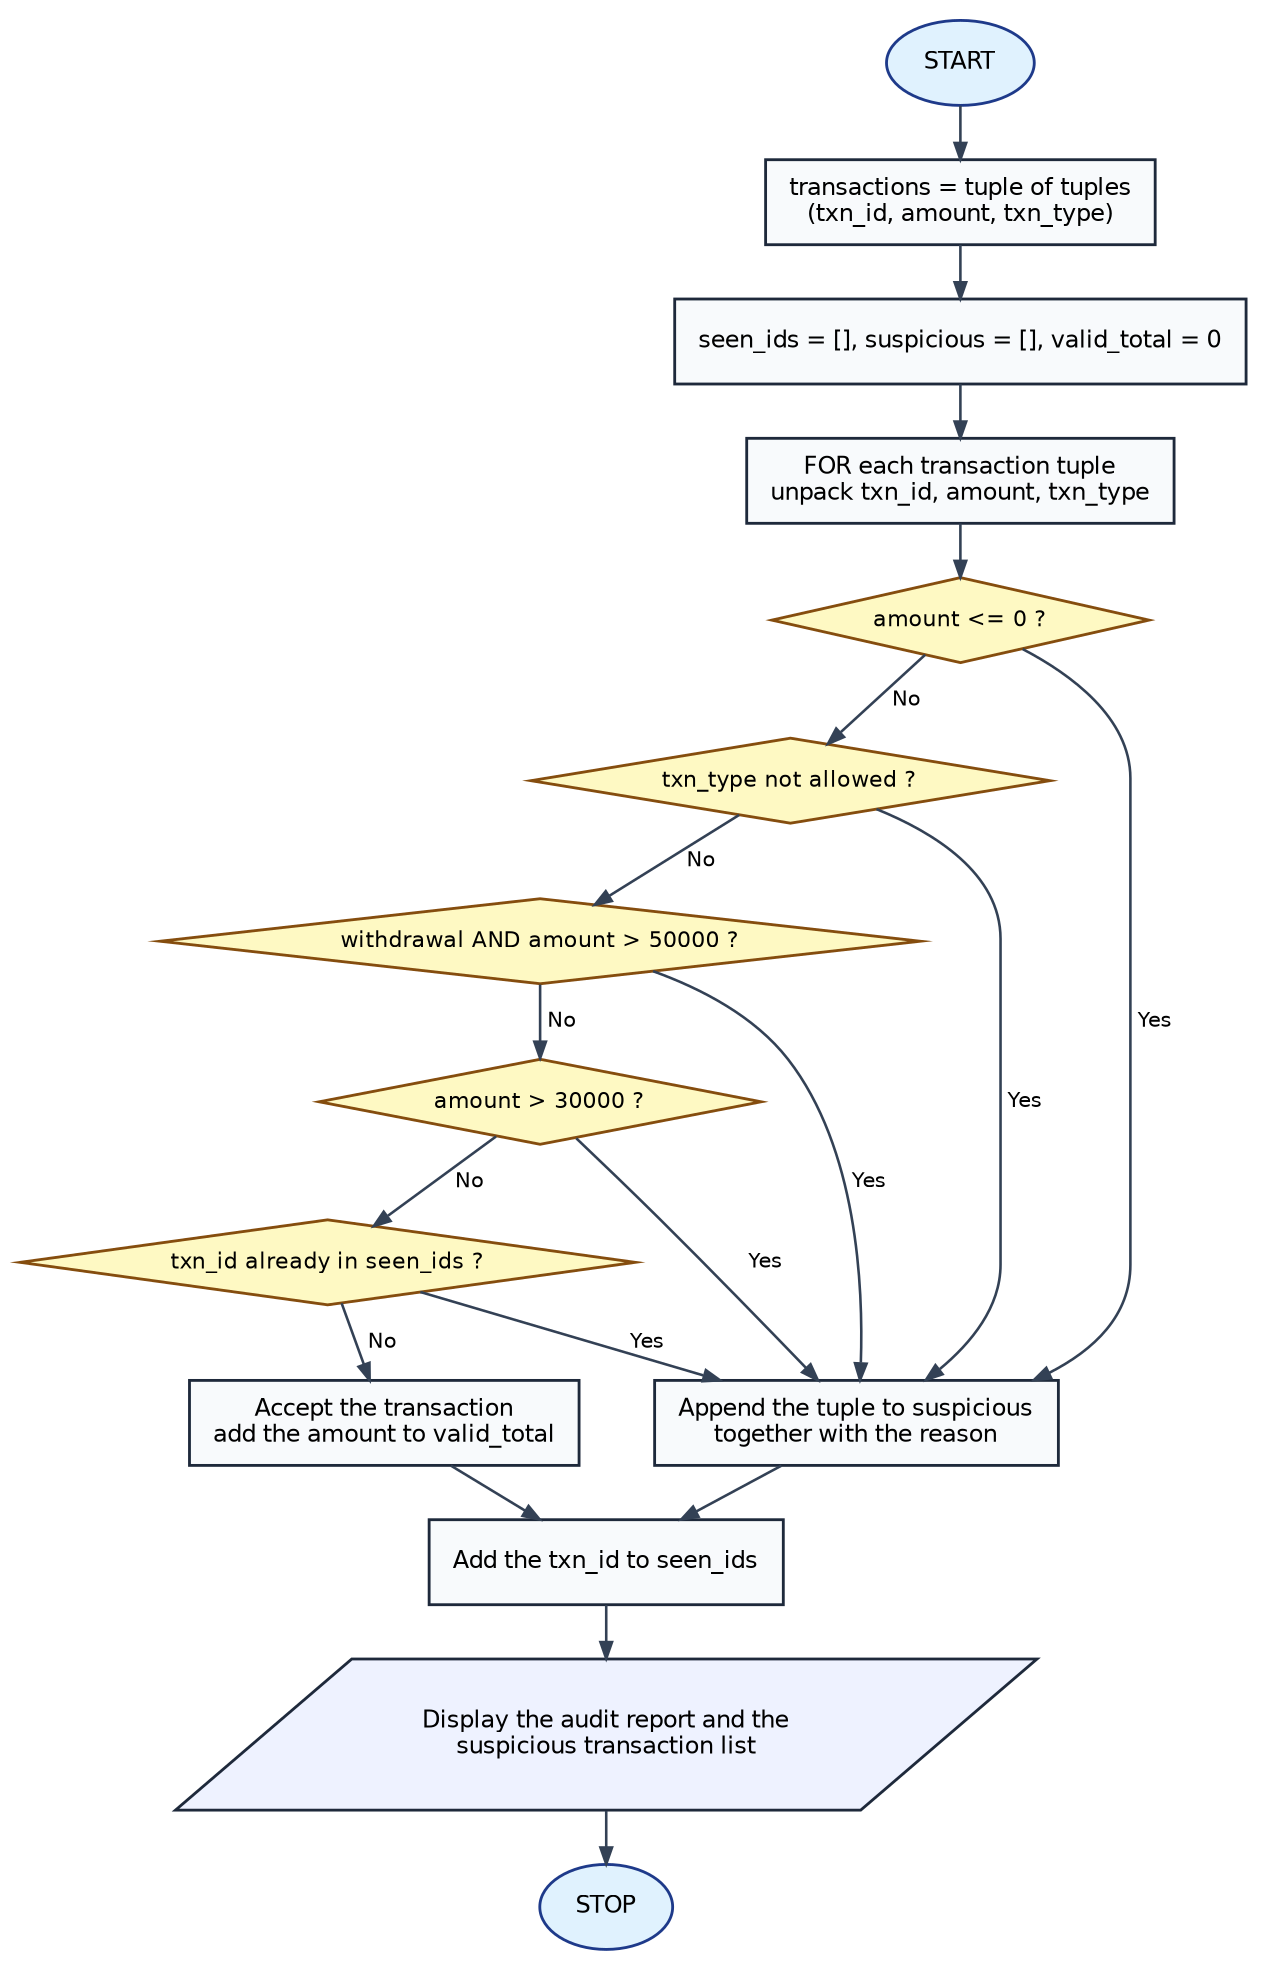 START
transactions = tuple of tuples
(txn_id, amount, txn_type)
seen_ids = [], suspicious = [], valid_total = 0
FOR each transaction tuple
unpack txn_id, amount, txn_type
amount <= 0 ?
No
txn_type not allowed ?
No
withdrawal AND amount > 50000 ?
No
Yes
amount > 30000 ?
Yes
No
Yes
txn_id already in seen_ids ?
Yes
No
Yes
Accept the transaction
add the amount to valid_total
Append the tuple to suspicious
together with the reason
Add the txn_id to seen_ids
Display the audit report and the
suspicious transaction list
STOP